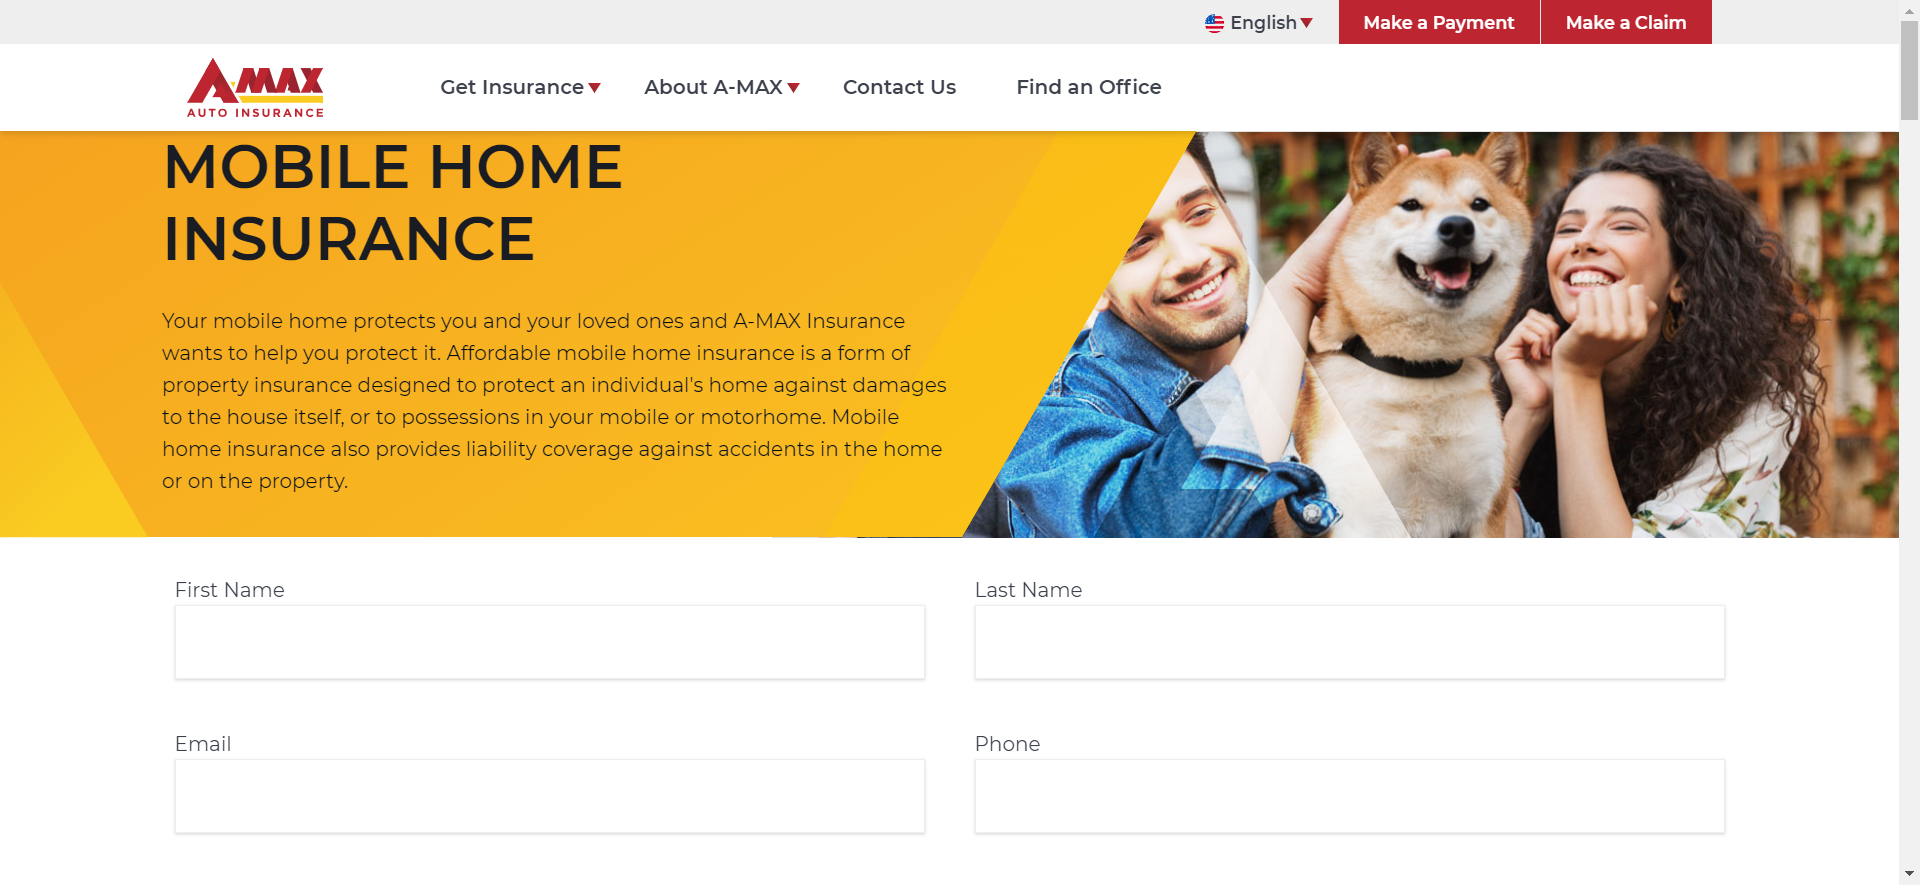 English
Make a Payment
Make a Claim
A-MAX
AUTO INSURANCE
Get Insurance
About A-MAX
Contact Us
Find an Office
MOBILE HOME
INSURANCE
Your mobile home protects you and your loved ones and A-MAX Insurance
wants to help you protect it. Affordable mobile home insurance is a form of
property insurance designed to protect an individual's home against damages
to the house itself, or to possessions in your mobile or motorhome. Mobile
home insurance also provides liability coverage against accidents in the home
or on the property.
First Name
Last Name
Email
Phone